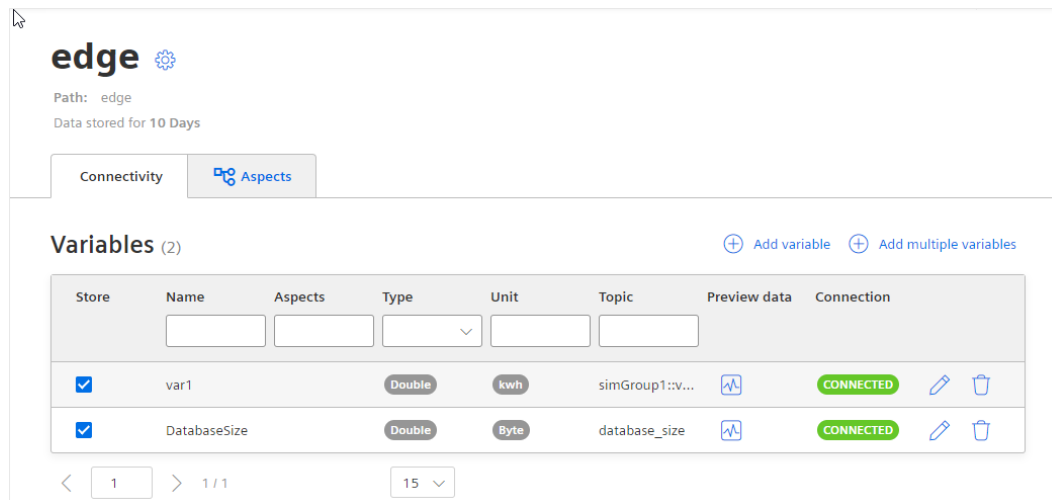 edge
Path: edge
Data stored for 10 Days
Connectivity Aspects
Variables (2) Add variable Add multiple variables
Store Name Aspects Type Unit Topic Preview data Connection
var1 Double kwh simGroup1::v... CONNECTED
DatabaseSize Double Byte database_size CONNECTED
1 1 / 1 15